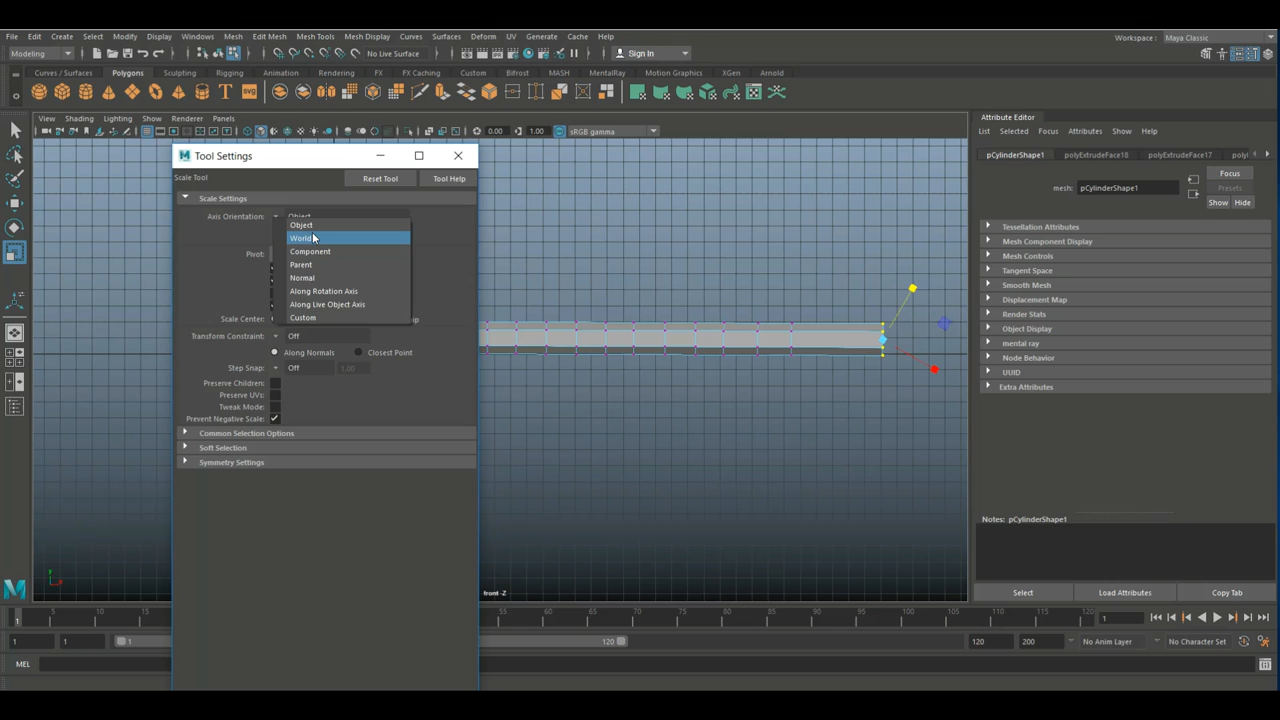 File Edit Create Select Modify Display Windows Mesh Edit Mesh Mesh Tools Mesh Display Curves Surfaces Deform UV Generate Cache Help
Workspace : Maya Classic
Modeling No Live Surface Sign In
Curves / Surfaces Polygons Sculpting Rigging Animation Rendering FX FX Caching Custom Bifrost MASH MentalRay Motion Graphics XGen Arnold
View Shading Lighting Show Renderer Panels
0.00 1.00 sRGB gamma
Attribute Editor
List Selected Focus Attributes Show Help
pCylinderShape1 polyExtrudeFace18 polyExtrudeFace17
mesh: pCylinderShape1
Focus
Presets
Show Hide
Tessellation Attributes
Mesh Component Display
Mesh Controls
Tangent Space
Smooth Mesh
Displacement Map
Render Stats
Object Display
mental ray
Node Behavior
UUID
Extra Attributes
Notes: pCylinderShape1
Select Load Attributes Copy Tab
Tool Settings
Scale Tool Reset Tool Tool Help
Scale Settings
Axis Orientation: Object
Object
World
Component
Parent
Normal
Along Rotation Axis
Along Live Object Axis
Custom
Pivot:
Scale Center:
Transform Constraint: Off
Along Normals Closest Point
Step Snap: Off 1.00
Preserve Children:
Preserve UVs:
Tweak Mode:
Prevent Negative Scale:
Common Selection Options
Soft Selection
Symmetry Settings
front -Z
y
x
5 10 15 55 60 65 70 75 80 85 90 95 100 105 110 115 120
1 1
1 1 1 120 120 200 No Anim Layer No Character Set
MEL